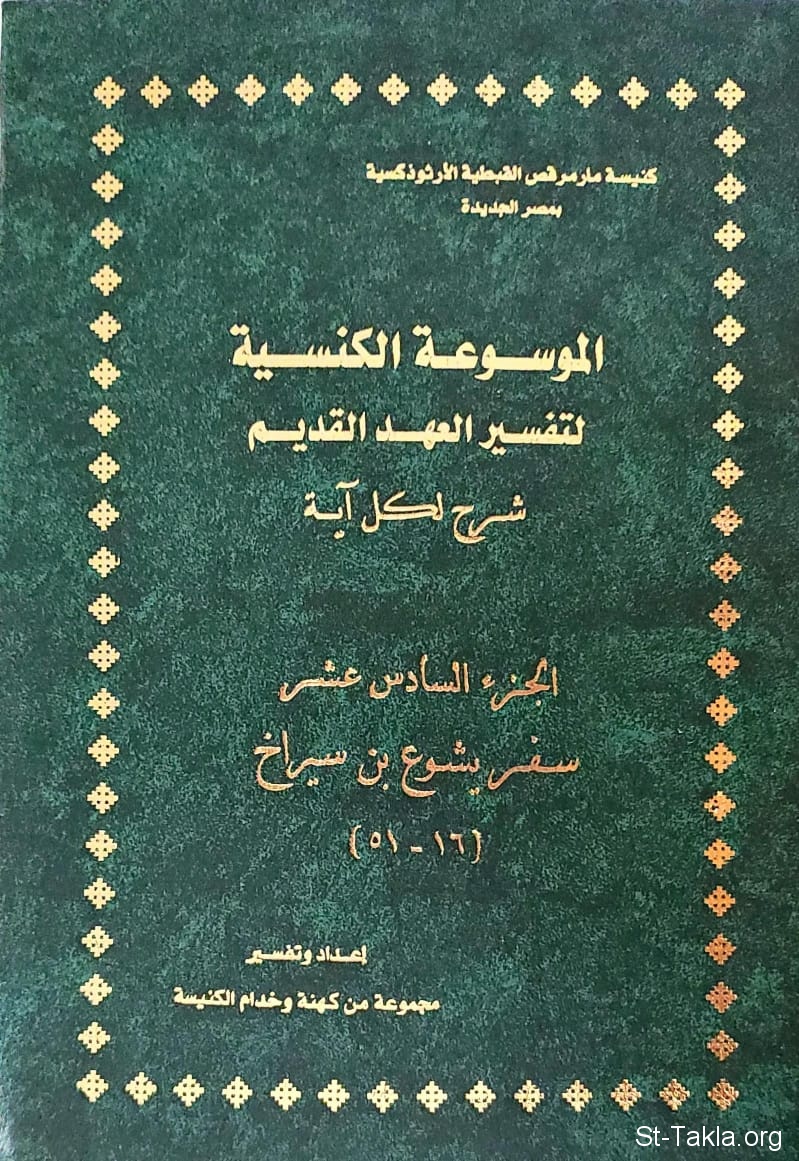 كنيسة مارمرقص القبطية الأرثوذكسية
بمصر الجديدة
الموسوعة الكنسية
لتفسير العهد القديم
شرح لكل آية
الجزء السادس عشر
سفر يشوع بن سيراخ
(١٦ - ٥١)
إعداد وتفسير
مجموعة من كهنة وخدام الكنيسة
St-Takla.org